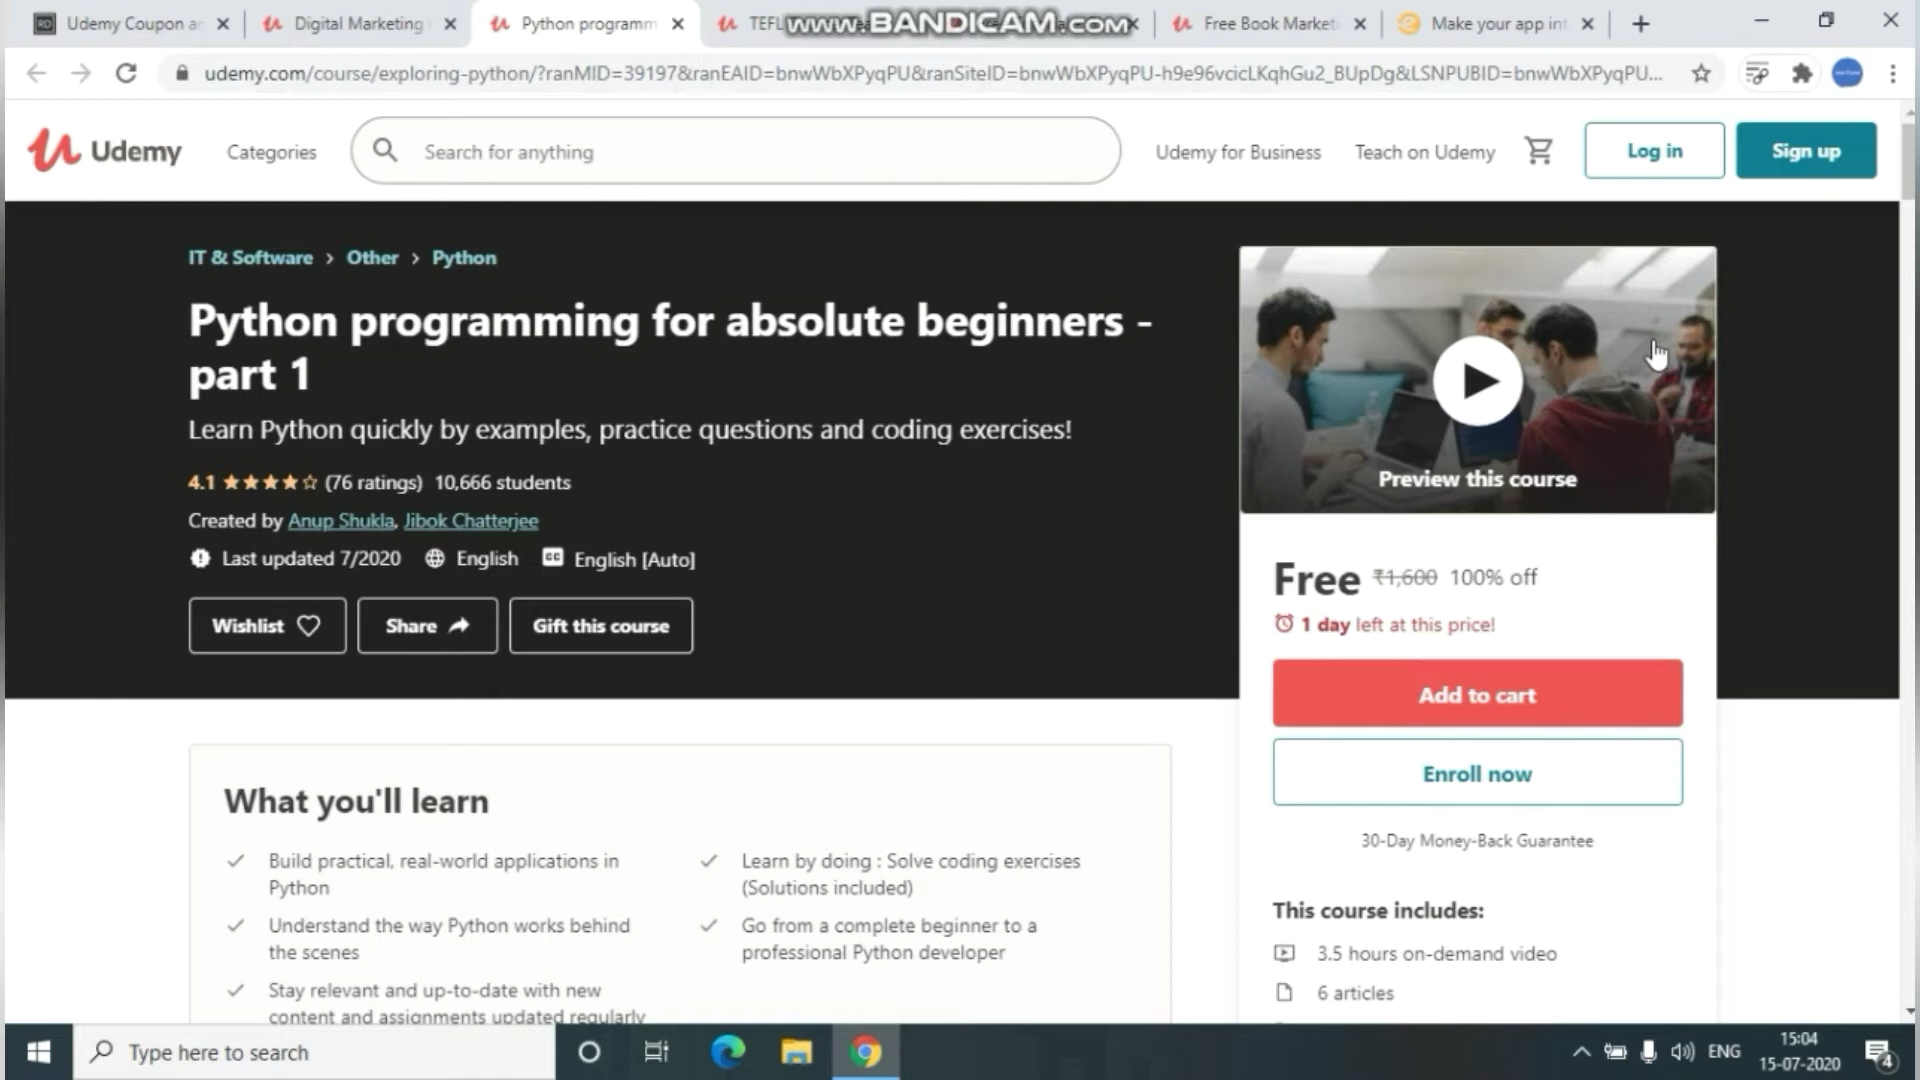 Udemy Coupon
Digital Marketing
Python programm
TEFL
www.BANDICAM.com
Free Book Market
Make your app int
udemy.com/course/exploring-python/?ranMID=39197&ranEAID=bnwWbXPyqPU&ranSiteID=bnwWbXPyqPU-h9e96vcicLKqhGu2_BUpDg&LSNPUBID=bnwWbXPyqPU...
Udemy
Categories
Search for anything
Udemy for Business
Teach on Udemy
Log in
Sign up
IT & Software > Other > Python
Python programming for absolute beginners -
part 1
Learn Python quickly by examples, practice questions and coding exercises!
4.1 (76 ratings) 10,666 students
Created by Anup Shukla, Jibok Chatterjee
Last updated 7/2020 English CC English [Auto]
Wishlist
Share
Gift this course
Preview this course
Free ₹1,600 100% off
1 day left at this price!
Add to cart
Enroll now
30-Day Money-Back Guarantee
This course includes:
3.5 hours on-demand video
6 articles
What you'll learn
Build practical, real-world applications in
Python
Understand the way Python works behind
the scenes
Stay relevant and up-to-date with new
content and assignments updated regularly
Learn by doing : Solve coding exercises
(Solutions included)
Go from a complete beginner to a
professional Python developer
Type here to search
ENG
15:04
15-07-2020
4